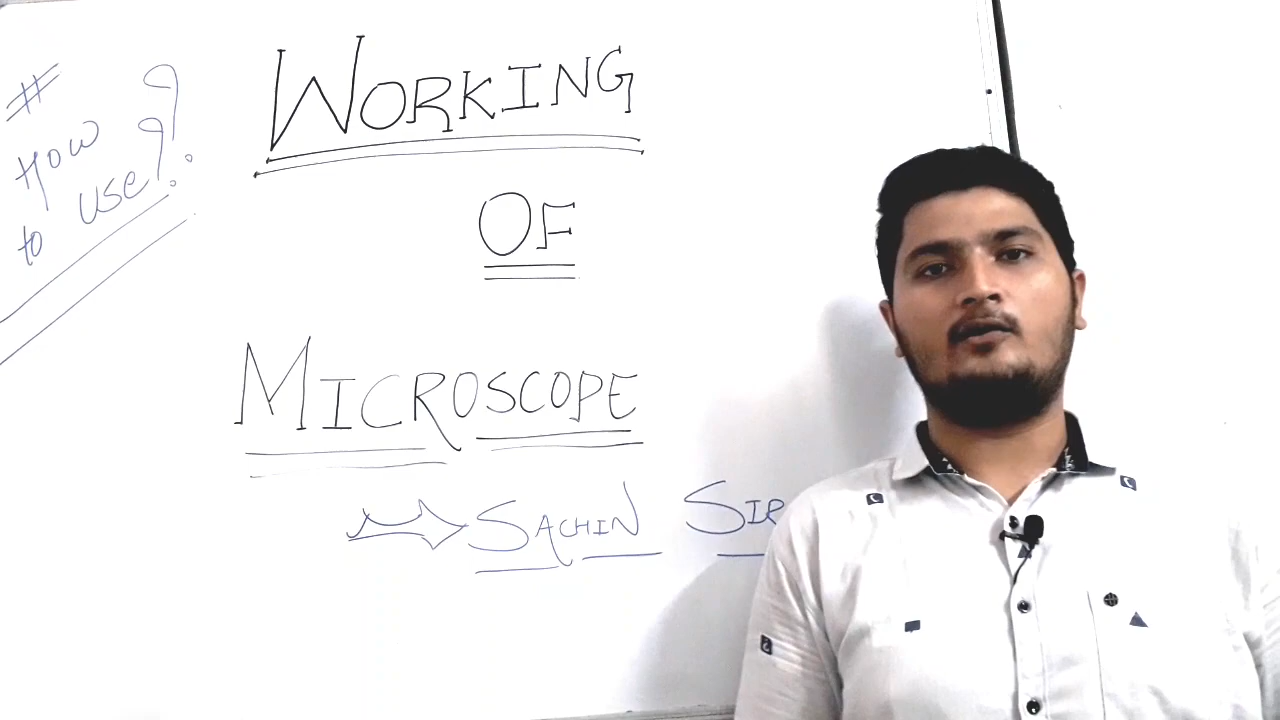 #
How
to use??
WORKING
OF
MICROSCOPE
⇒ SACHIN SIR